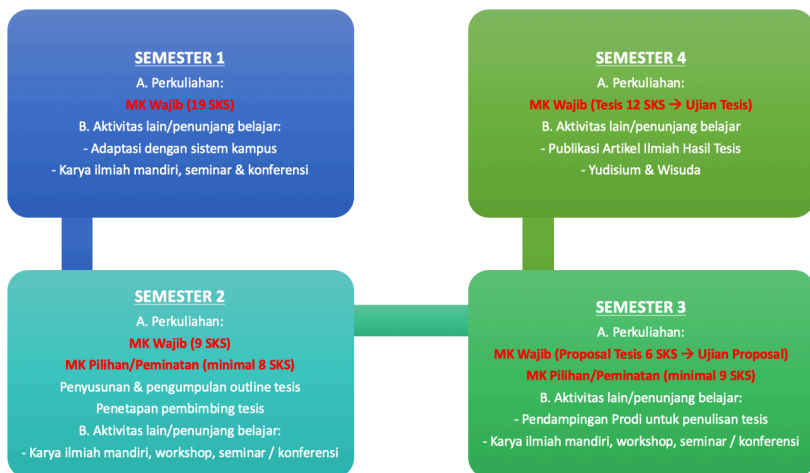 SEMESTER 1
A. Perkuliahan:
MK Wajib (19 SKS)
B. Aktivitas lain/penunjang belajar:
- Adaptasi dengan sistem kampus
- Karya ilmiah mandiri, seminar & konferensi
SEMESTER 2
A. Perkuliahan:
MK Wajib (9 SKS)
MK Pilihan/Peminatan (minimal 8 SKS)
Penyusunan & pengumpulan outline tesis
Penetapan pembimbing tesis
B. Aktivitas lain/penunjang belajar:
- Karya ilmiah mandiri, workshop, seminar / konferensi
SEMESTER 3
A. Perkuliahan:
MK Wajib (Proposal Tesis 6 SKS → Ujian Proposal)
MK Pilihan/Peminatan (minimal 9 SKS)
B. Aktivitas lain/penunjang belajar:
- Pendampingan Prodi untuk penulisan tesis
- Karya ilmiah mandiri, workshop, seminar / konferensi
SEMESTER 4
A. Perkuliahan:
MK Wajib (Tesis 12 SKS → Ujian Tesis)
B. Aktivitas lain/penunjang belajar
- Publikasi Artikel Ilmiah Hasil Tesis
- Yudisium & Wisuda